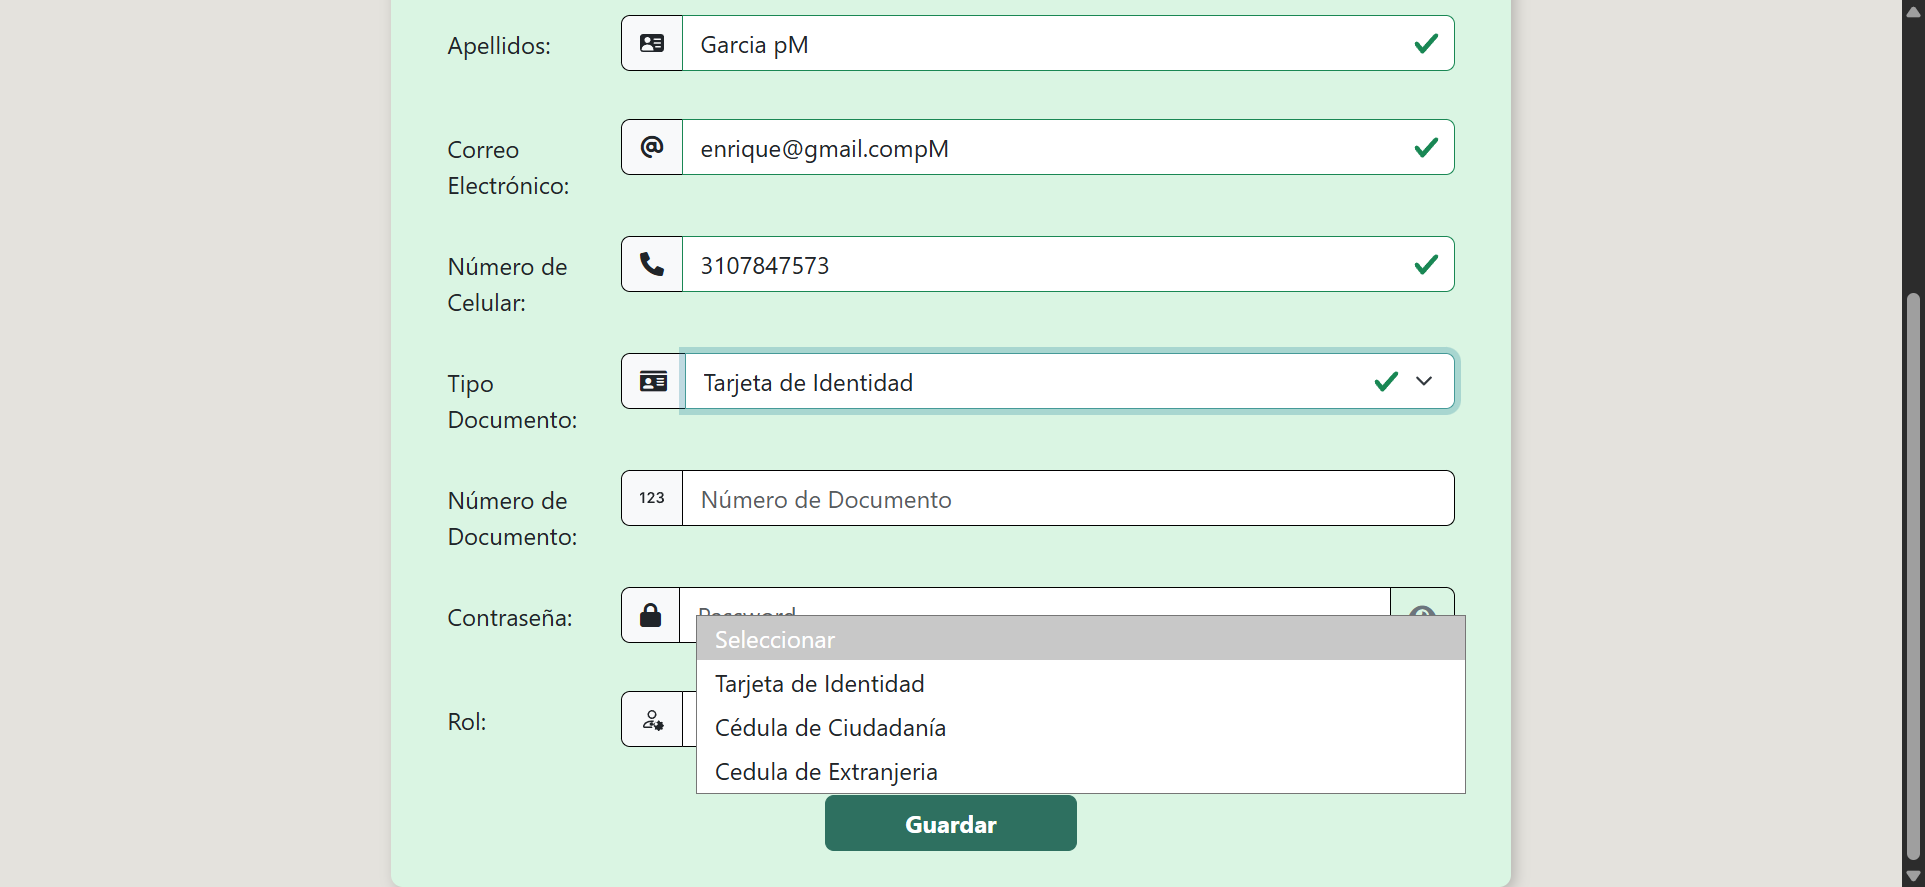 Apellidos:
Garcia pM
Correo
Electrónico:
@
enrique@gmail.compM
Número de
Celular:
3107847573
Tipo
Documento:
Tarjeta de Identidad
Número de
Documento:
123
Número de Documento
Contraseña:
Password
Seleccionar
Tarjeta de Identidad
Cédula de Ciudadanía
Cedula de Extranjeria
Rol:
Guardar